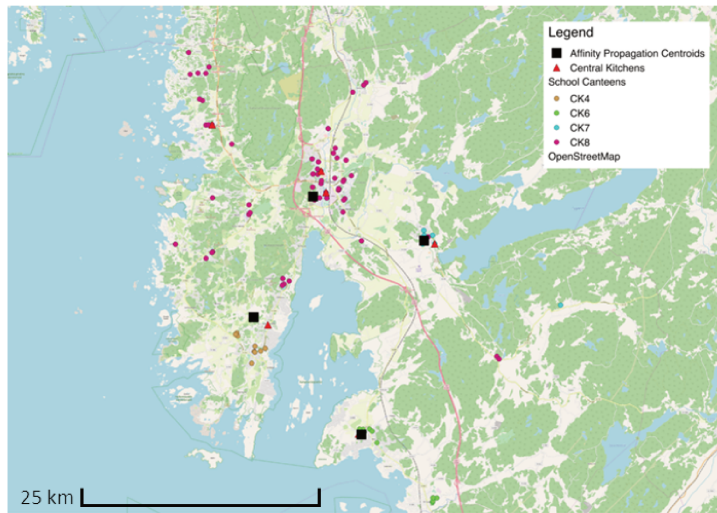 Legend
Affinity Propagation Centroids
Central Kitchens
School Canteens
CK4
CK6
CK7
CK8
OpenStreetMap
25 km